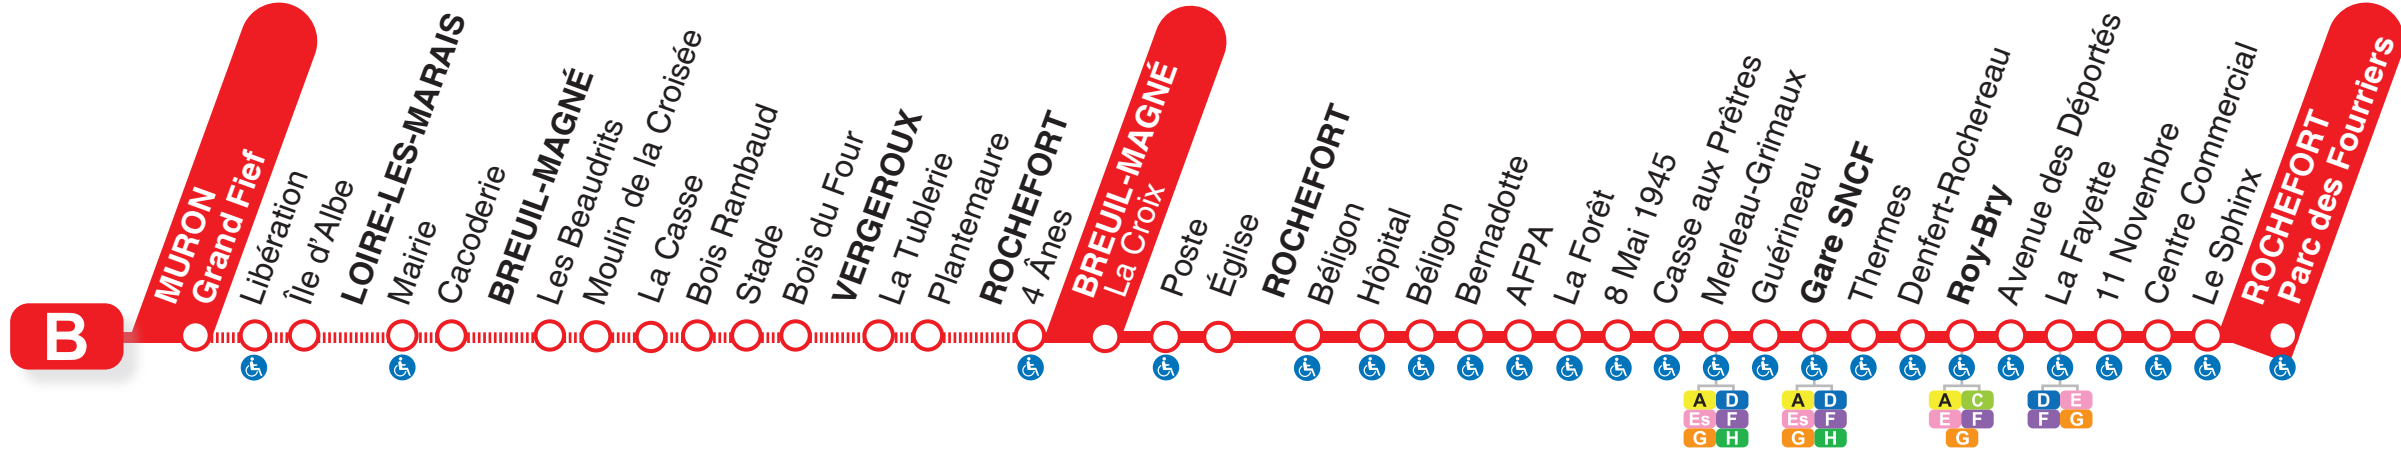 B
MURON
Grand Fief
Libération
Île d'Albe
LOIRE-LES-MARAIS
Mairie
Cacoderie
BREUIL-MAGNÉ
Les Beaudrits
Moulin de la Croisée
La Casse
Bois Rambaud
Stade
Bois du Four
VERGEROUX
La Tublerie
Plantemaure
ROCHEFORT
4 Ânes
BREUIL-MAGNÉ
La Croix
Poste
Église
ROCHEFORT
Béligon
Hôpital
Béligon
Bernadotte
AFPA
La Forêt
8 Mai 1945
Casse aux Prêtres
Merleau-Grimaux
Guérineau
Gare SNCF
Thermes
Denfert-Rochereau
Roy-Bry
Avenue des Déportés
La Fayette
11 Novembre
Centre Commercial
Le Sphinx
ROCHEFORT
Parc des Fourriers
A D
Es F
G H
A D
Es F
G H
A C
E F
G
D E
F G